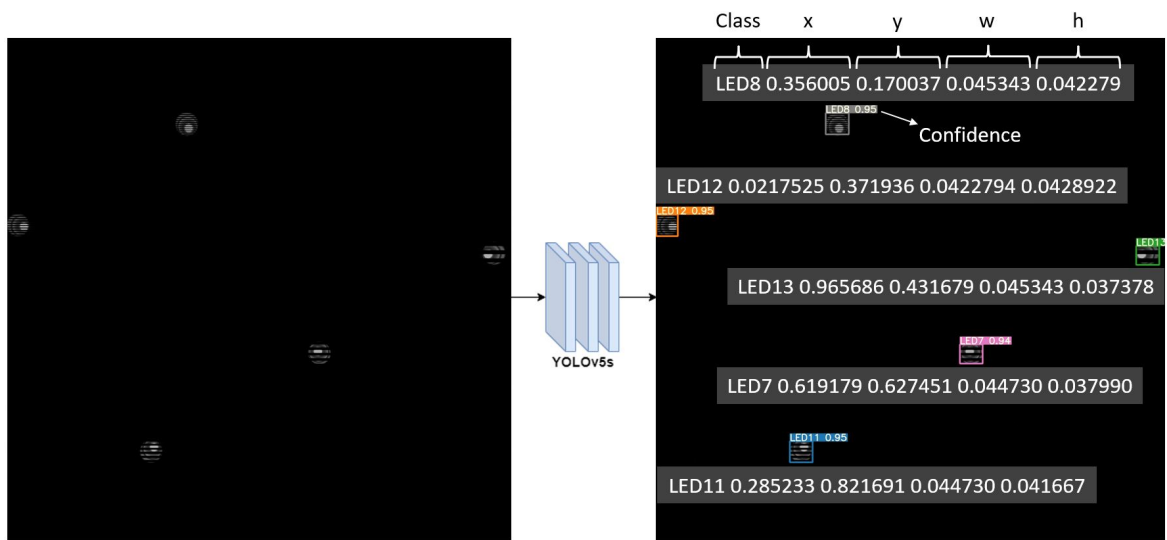 Class x y w h
LED8 0.356005 0.170037 0.045343 0.042279
LED8 0.95
Confidence
LED12 0.0217525 0.371936 0.0422794 0.0428922
LED12 0.95
LED13
LED13 0.965686 0.431679 0.045343 0.037378
YOLOv5s
LED7 0.94
LED7 0.619179 0.627451 0.044730 0.037990
LED11 0.95
LED11 0.285233 0.821691 0.044730 0.041667